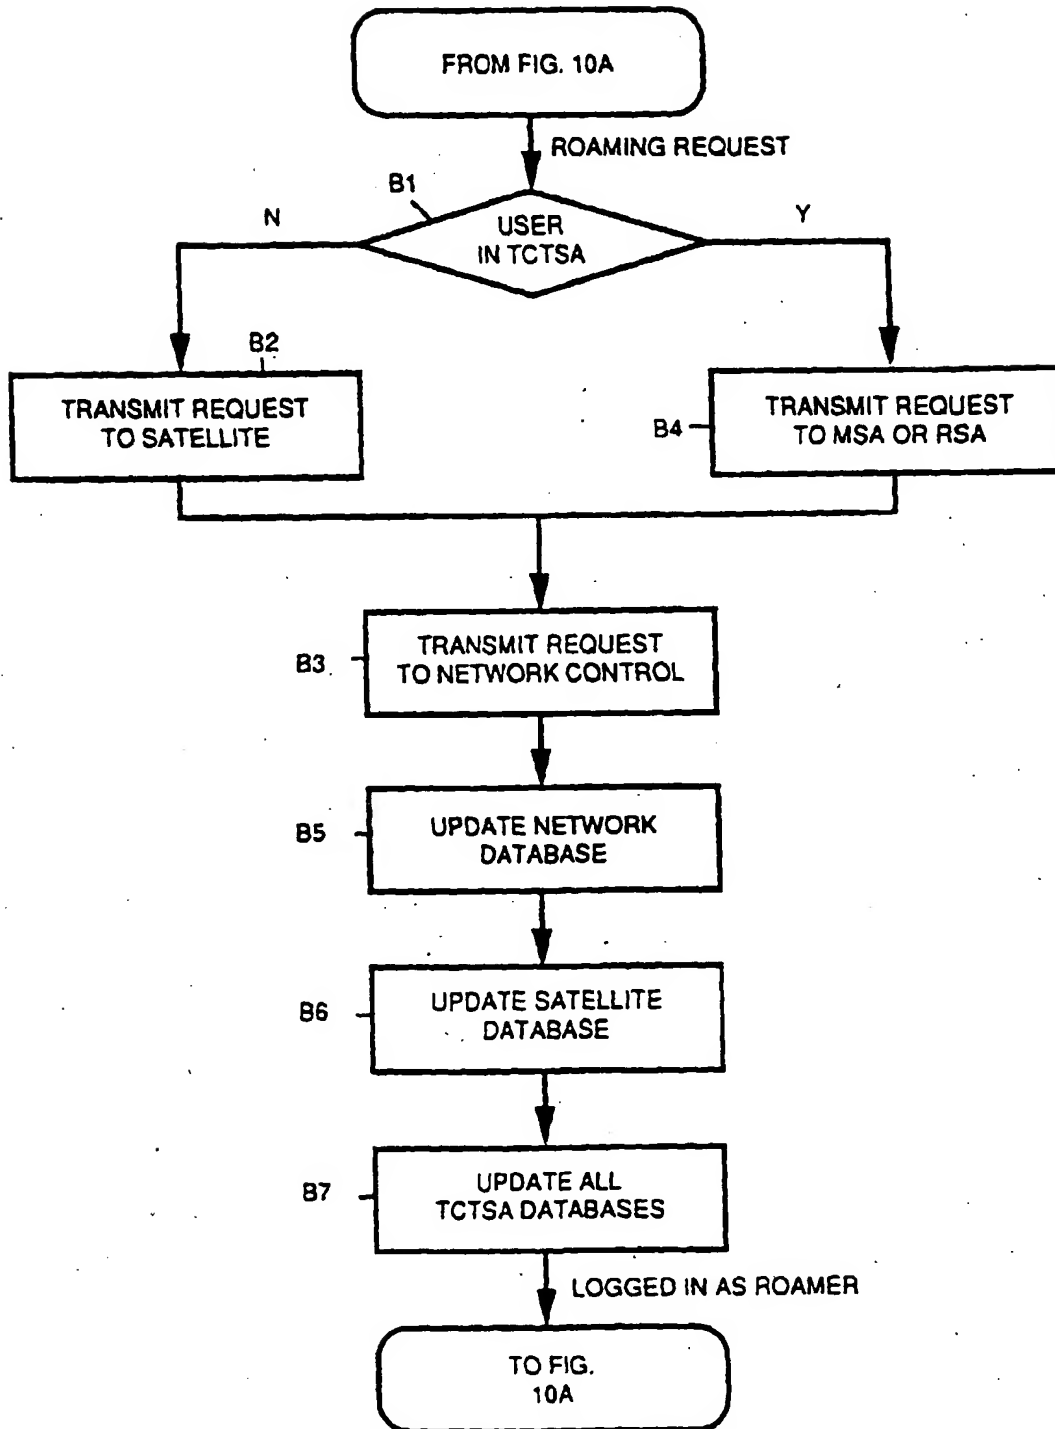 FROM FIG. 10A
ROAMING REQUEST
B1
N
USER
IN TCTSA
Y
B2
TRANSMIT REQUEST
TO SATELLITE
B4
TRANSMIT REQUEST
TO MSA OR RSA
B3
TRANSMIT REQUEST
TO NETWORK CONTROL
B5
UPDATE NETWORK
DATABASE
B6
UPDATE SATELLITE
DATABASE
B7
UPDATE ALL
TCTSA DATABASES
LOGGED IN AS ROAMER
TO FIG.
10A